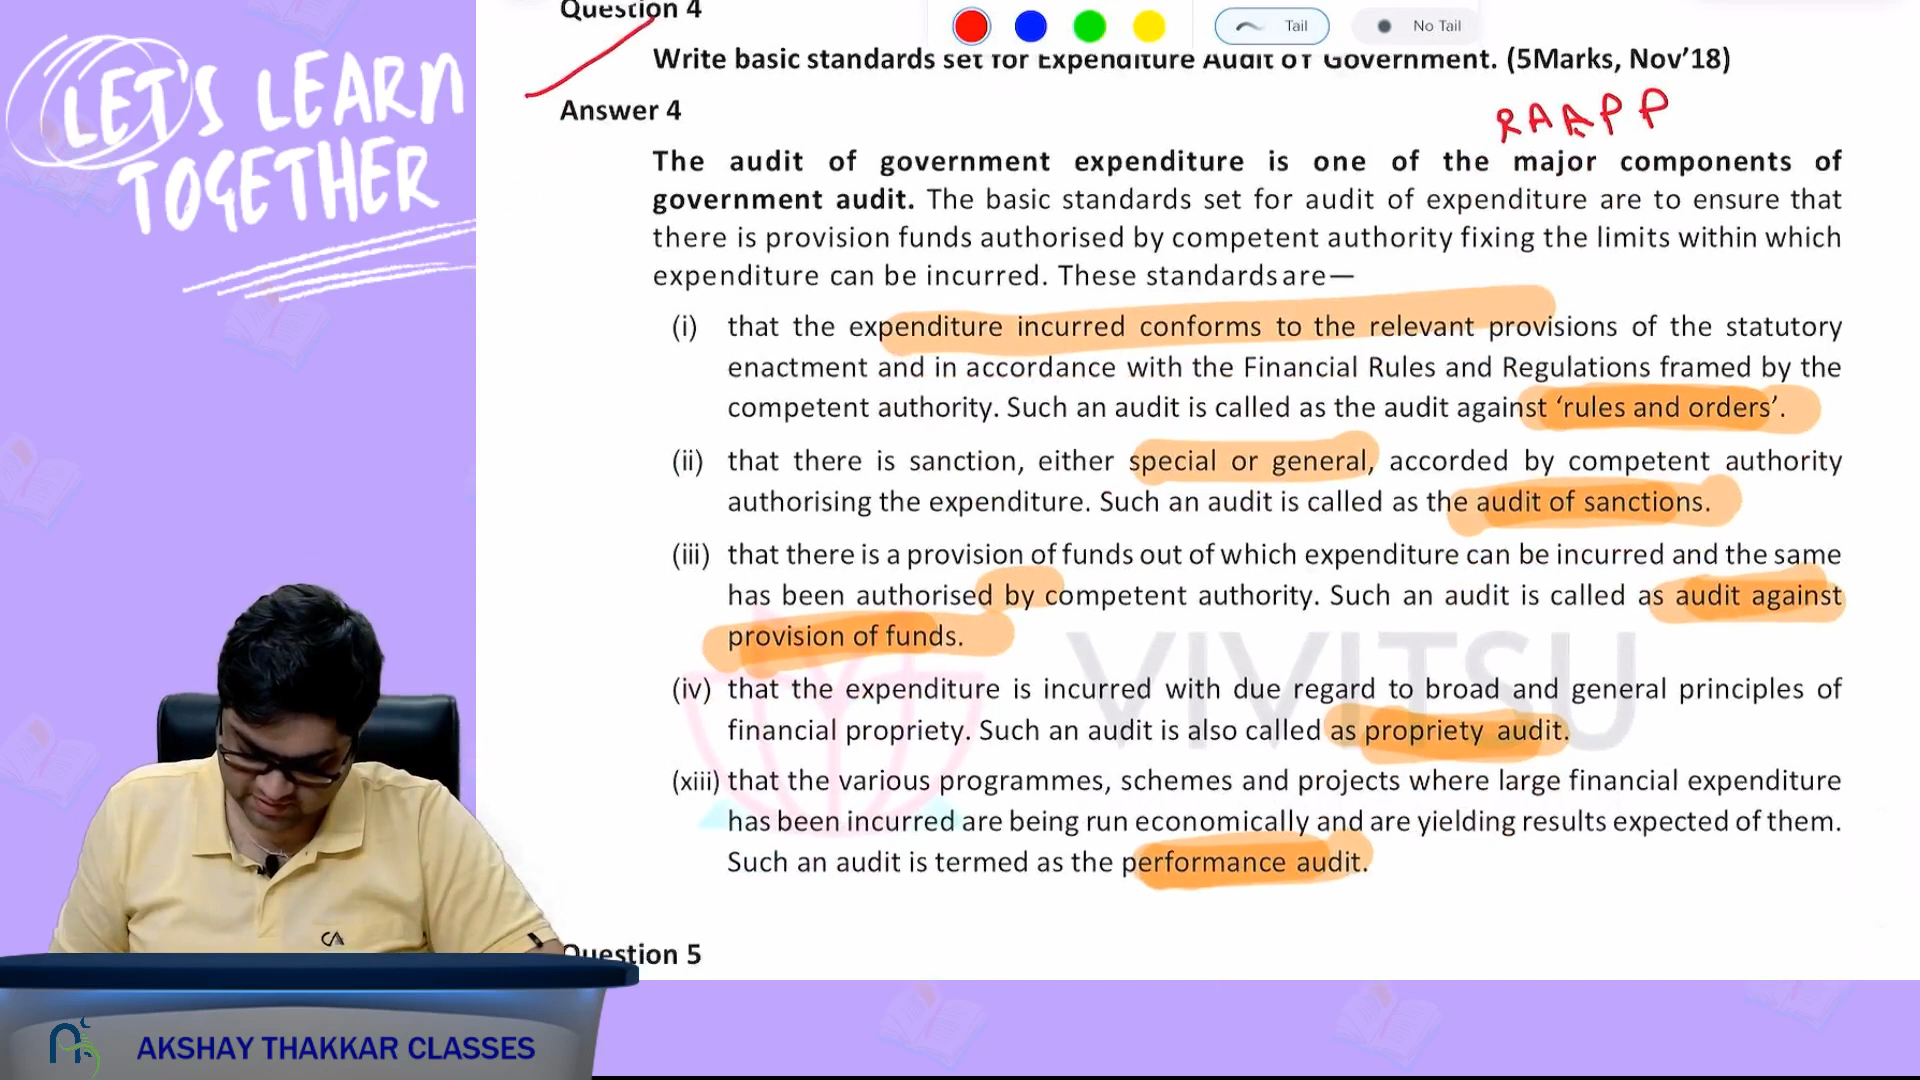 LET'S LEARN
TOGETHER
Question 4
Tail
No Tail
Write basic standards set for Expenditure Audit of Government. (5Marks, Nov'18)
RAAPP
Answer 4
The audit of government expenditure is one of the major components of
government audit. The basic standards set for audit of expenditure are to ensure that
there is provision funds authorised by competent authority fixing the limits within which
expenditure can be incurred. These standards are—
(i) that the expenditure incurred conforms to the relevant provisions of the statutory
enactment and in accordance with the Financial Rules and Regulations framed by the
competent authority. Such an audit is called as the audit against ‘rules and orders’.
(ii) that there is sanction, either special or general, accorded by competent authority
authorising the expenditure. Such an audit is called as the audit of sanctions.
(iii) that there is a provision of funds out of which expenditure can be incurred and the same
has been authorised by competent authority. Such an audit is called as audit against
provision of funds.
(iv) that the expenditure is incurred with due regard to broad and general principles of
financial propriety. Such an audit is also called as propriety audit.
(xiii) that the various programmes, schemes and projects where large financial expenditure
has been incurred are being run economically and are yielding results expected of them.
Such an audit is termed as the performance audit.
VIVITSU
Question 5
CA
AKSHAY THAKKAR CLASSES